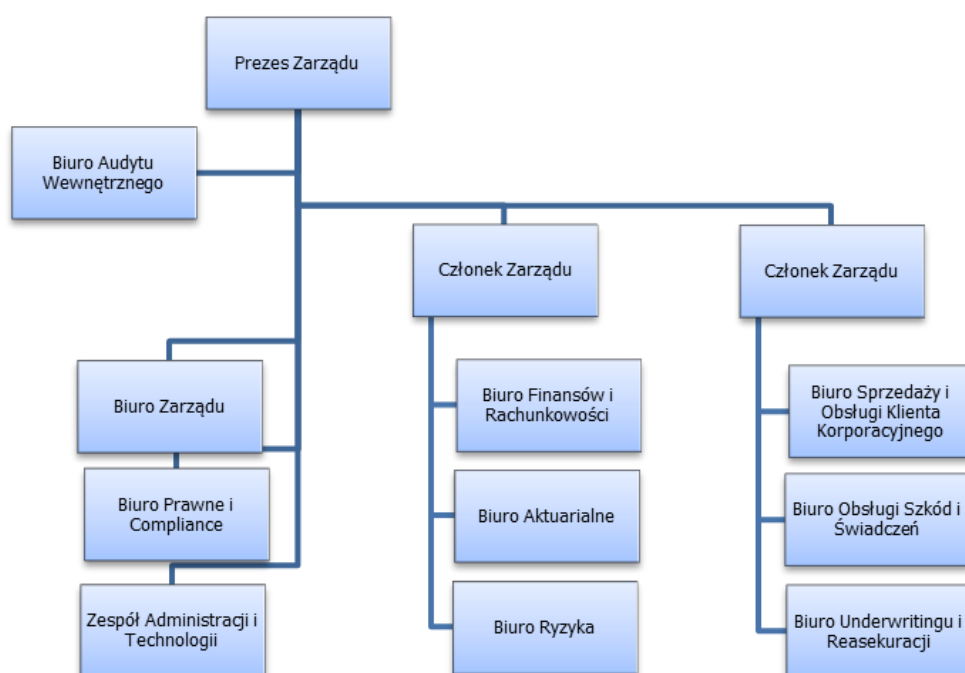 Prezes Zarządu
Biuro Audytu
Wewnętrznego
Członek Zarządu
Członek Zarządu
Biuro Zarządu
Biuro Prawne i
Compliance
Zespół Administracji i
Technologii
Biuro Finansów i
Rachunkowości
Biuro Aktuarialne
Biuro Ryzyka
Biuro Sprzedaży i
Obsługi Klienta
Korporacyjnego
Biuro Obsługi Szkód i
Świadczeń
Biuro Underwritingu i
Reasekuracji